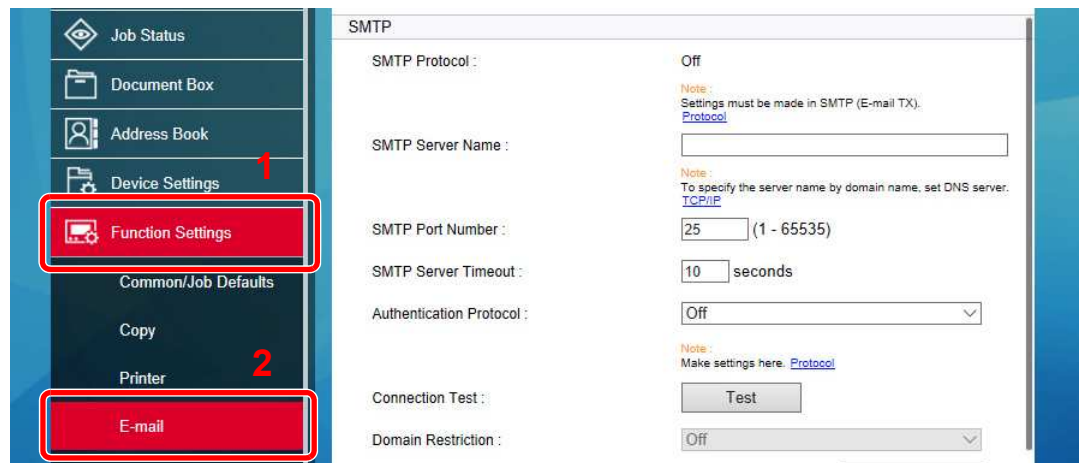 Job Status
Document Box
Address Book
1
Device Settings
Function Settings
Common/Job Defaults
Copy
2
Printer
E-mail
SMTP
SMTP Protocol : Off
Note :
Settings must be made in SMTP (E-mail TX).
Protocol
SMTP Server Name :
Note :
To specify the server name by domain name, set DNS server.
TCP/IP
SMTP Port Number : 25 (1 - 65535)
SMTP Server Timeout : 10 seconds
Authentication Protocol : Off
Note :
Make settings here. Protocol
Connection Test : Test
Domain Restriction : Off